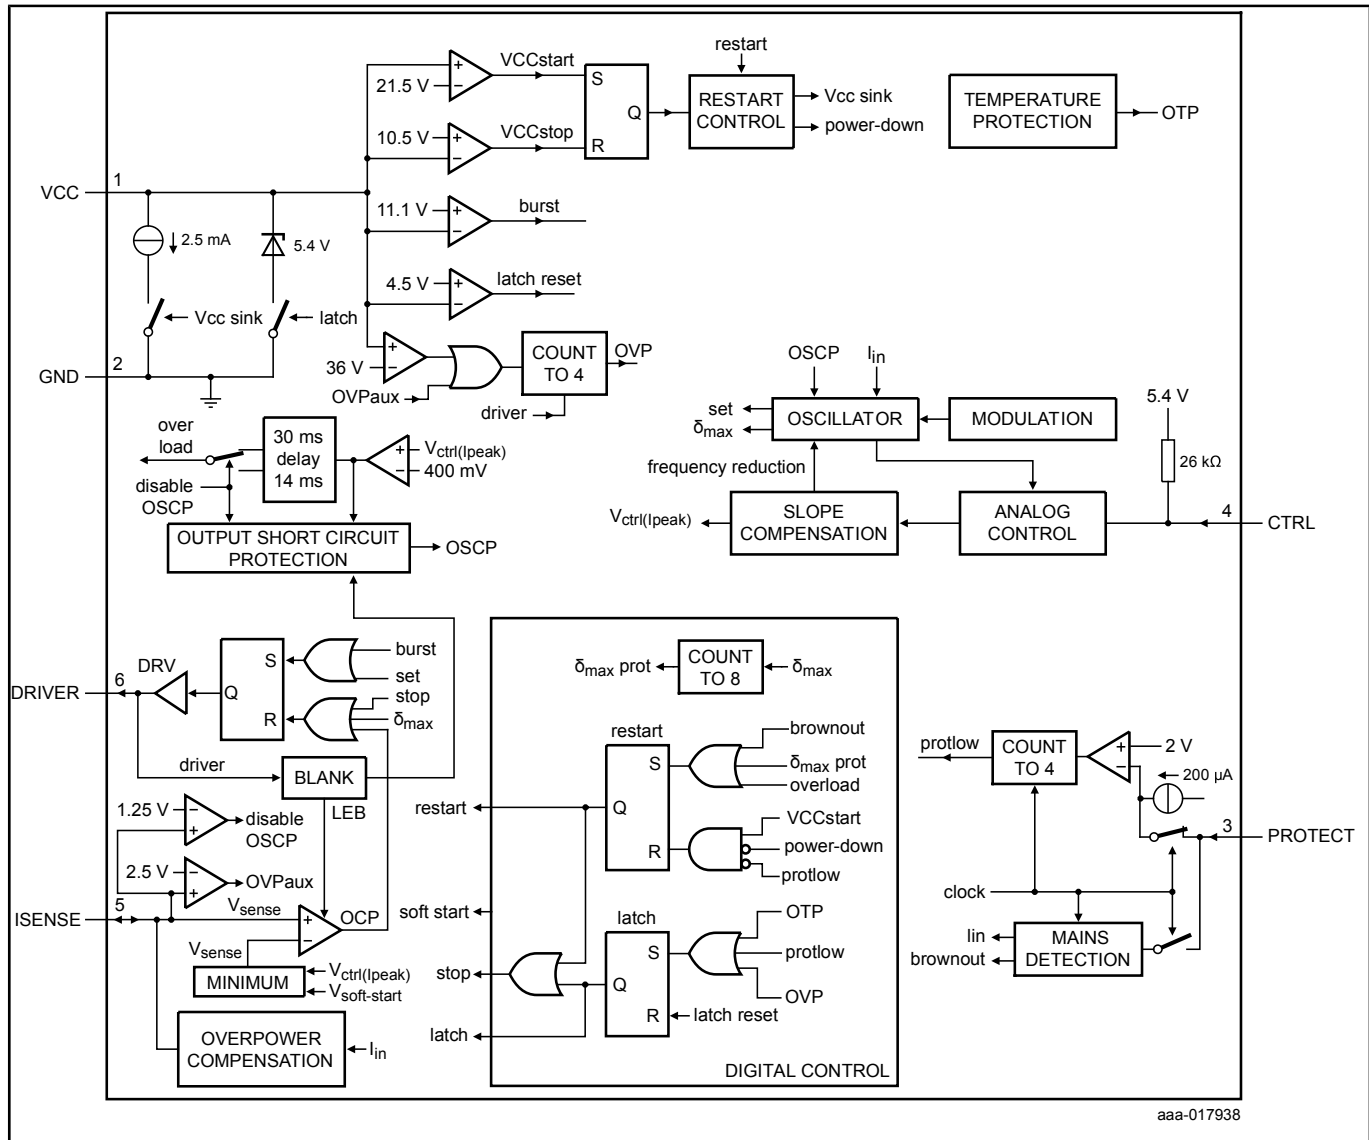 restart
VCCstart
+
21.5 V
−
S
Q
R
RESTART
CONTROL
Vcc sink
power-down
TEMPERATURE
PROTECTION
OTP
10.5 V
+
−
VCCstop
VCC
1
11.1 V
+
−
burst
2.5 mA
5.4 V
4.5 V
+
−
latch reset
Vcc sink
latch
GND
2
+
36 V
−
OVPaux
COUNT
TO 4
OVP
driver
OSCP
Iin
set
δmax
OSCILLATOR
MODULATION
5.4 V
26 kΩ
frequency reduction
Vctrl(Ipeak)
SLOPE
COMPENSATION
ANALOG
CONTROL
4
CTRL
over
load
30 ms
delay
14 ms
+
−
Vctrl(Ipeak)
400 mV
disable
OSCP
OUTPUT SHORT CIRCUIT
PROTECTION
OSCP
DRV
6
DRIVER
S
Q
R
burst
set
stop
δmax
driver
BLANK
LEB
1.25 V
−
+
disable
OSCP
2.5 V
−
+
OVPaux
5
ISENSE
Vsense
+
−
OCP
Vsense
MINIMUM
Vctrl(Ipeak)
Vsoft-start
OVERPOWER
COMPENSATION
Iin
δmax prot
COUNT
TO 8
δmax
restart
S
Q
R
brownout
δmax prot
overload
restart
VCCstart
power-down
protlow
soft start
latch
S
Q
R
OTP
protlow
OVP
latch reset
stop
latch
DIGITAL CONTROL
protlow
COUNT
TO 4
+
−
2 V
200 µA
3
PROTECT
clock
Iin
brownout
MAINS
DETECTION
aaa-017938